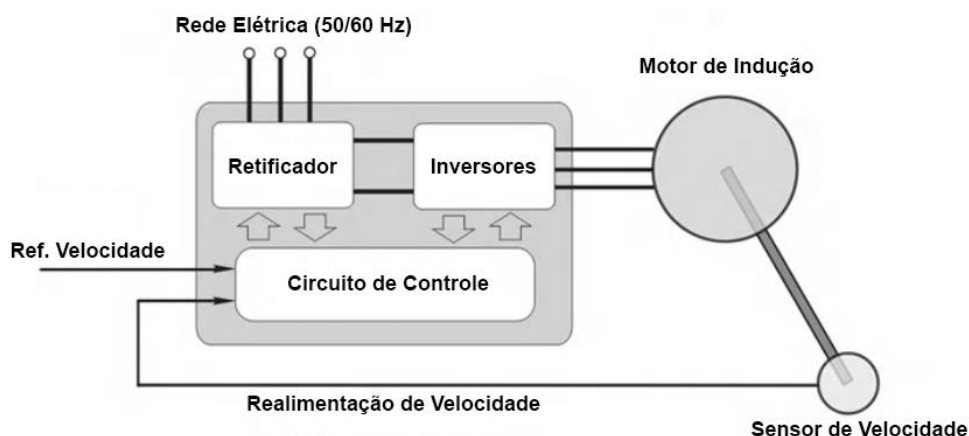 Rede Elétrica (50/60 Hz)
Motor de Indução
Retificador
Inversores
Ref. Velocidade
Circuito de Controle
Realimentação de Velocidade
Sensor de Velocidade